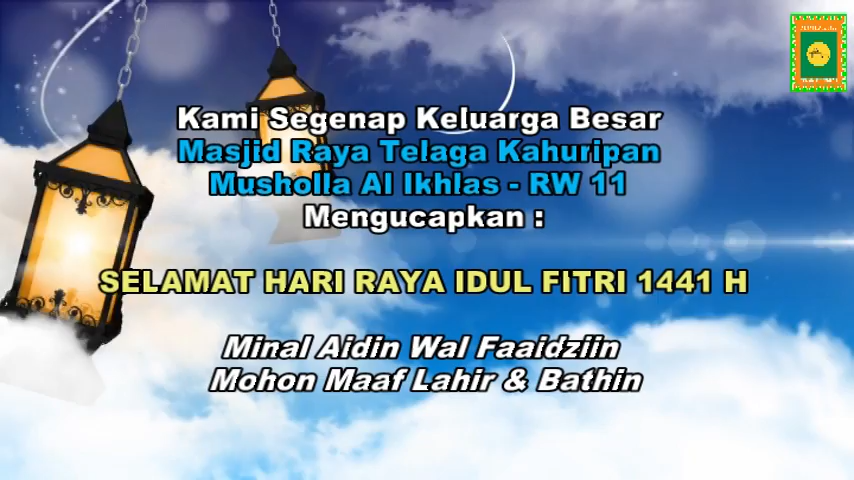 Kami Segenap Keluarga Besar
Masjid Raya Telaga Kahuripan
Musholla Al Ikhlas - RW 11
Mengucapkan :
SELAMAT HARI RAYA IDUL FITRI 1441 H
Minal Aidin Wal Faaidziin
Mohon Maaf Lahir & Bathin